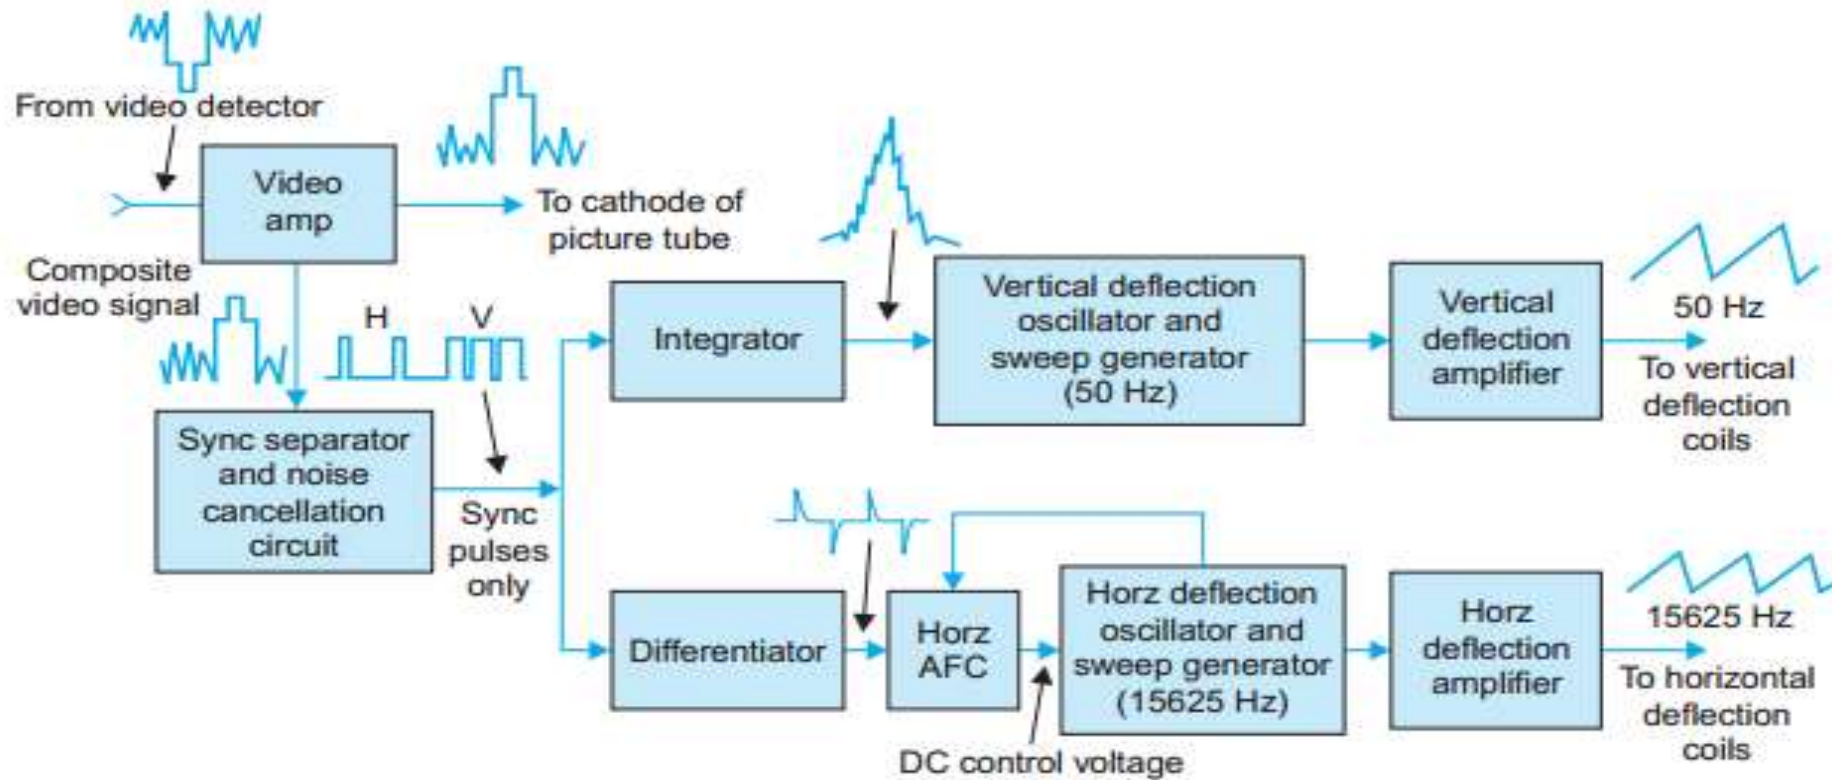 From video detector
Video
amp
To cathode of
picture tube
Composite
video signal
H
V
Sync separator
and noise
cancellation
circuit
Sync
pulses
only
Integrator
Vertical deflection
oscillator and
sweep generator
(50 Hz)
Vertical
deflection
amplifier
50 Hz
To vertical
deflection
coils
Differentiator
Horz
AFC
DC control voltage
Horz deflection
oscillator and
sweep generator
(15625 Hz)
Horz
deflection
amplifier
15625 Hz
To horizontal
deflection
coils